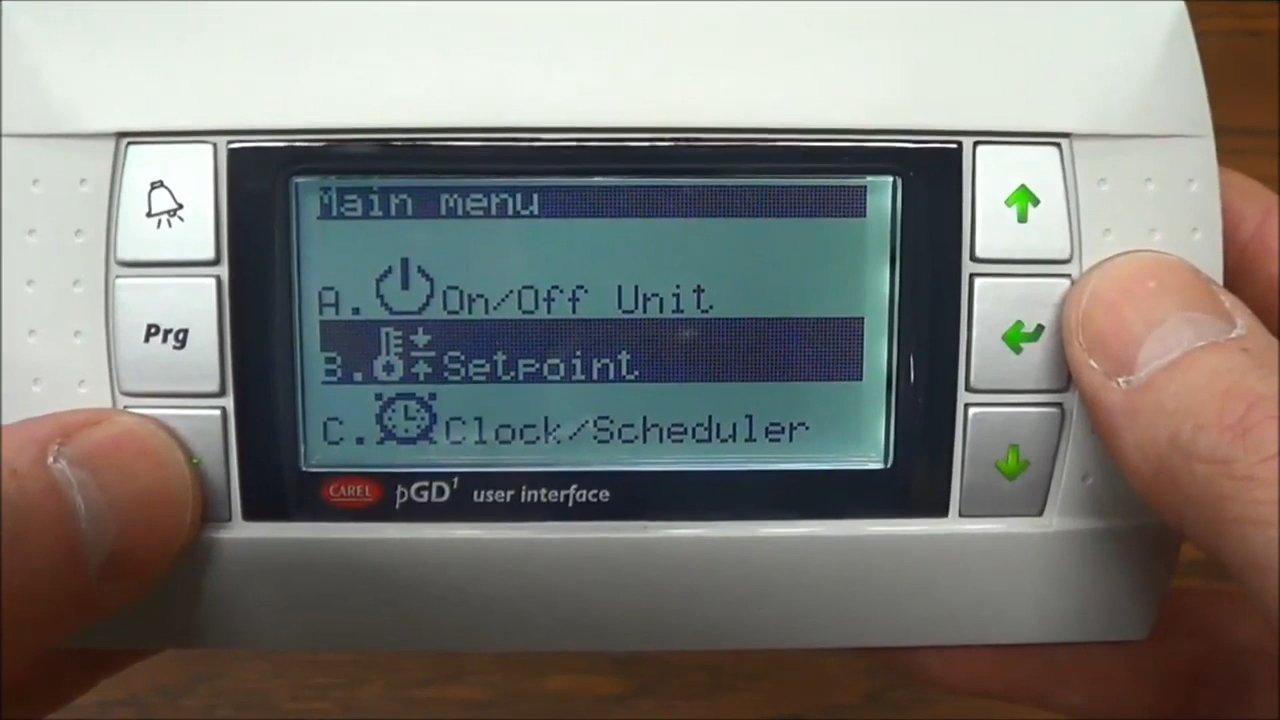 Main menu
A. On/Off Unit
Prg
B. Setpoint
C. Clock/Scheduler
CAREL pGD¹ user interface